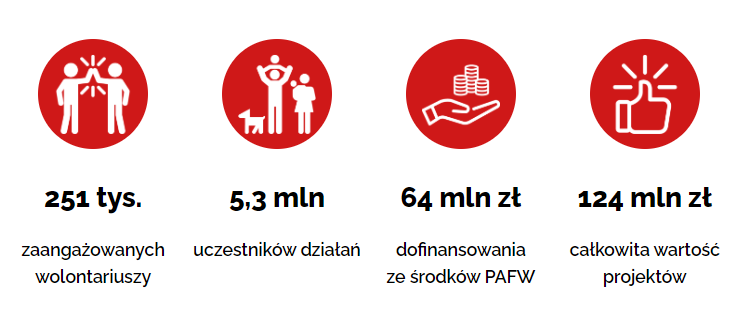 251 tys.
zaangażowanych
wolontariuszy
5,3 mln
uczestników działań
64 mln zł
dofinansowania
ze środków PAFW
124 mln zł
całkowita wartość
projektów